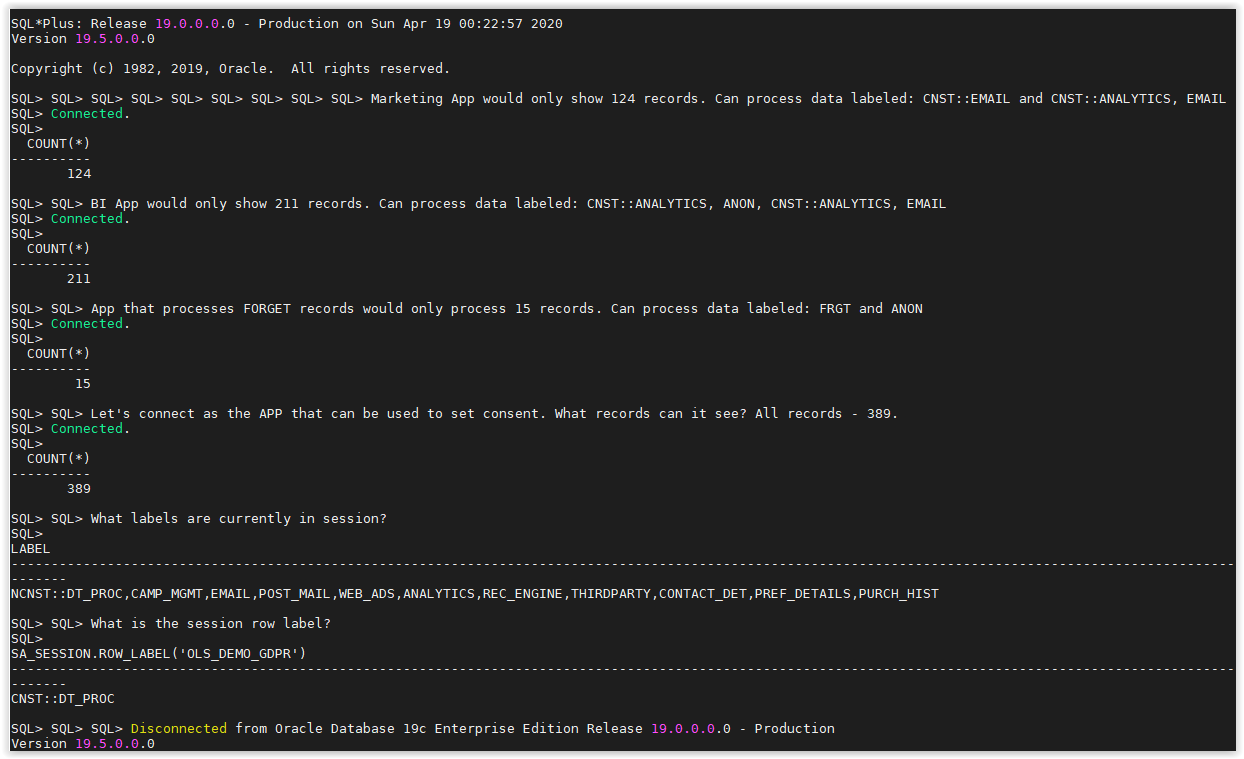 SQL*Plus: Release 19.0.0.0.0 - Production on Sun Apr 19 00:22:57 2020
Version 19.5.0.0.0
Copyright (c) 1982, 2019, Oracle.  All rights reserved.
SQL> SQL> SQL> SQL> SQL> SQL> SQL> SQL> SQL> Marketing App would only show 124 records. Can process data labeled: CNST::EMAIL and CNST::ANALYTICS, EMAIL
SQL> Connected.
SQL>
  COUNT(*)
----------
       124
SQL> SQL> BI App would only show 211 records. Can process data labeled: CNST::ANALYTICS, ANON, CNST::ANALYTICS, EMAIL
SQL> Connected.
SQL>
  COUNT(*)
----------
       211
SQL> SQL> App that processes FORGET records would only process 15 records. Can process data labeled: FRGT and ANON
SQL> Connected.
SQL>
  COUNT(*)
----------
        15
SQL> SQL> Let's connect as the APP that can be used to set consent. What records can it see? All records - 389.
SQL> Connected.
SQL>
  COUNT(*)
----------
       389
SQL> SQL> What labels are currently in session?
SQL>
LABEL
---------------------------------------------------------------------------------------------------------------------------------------------------------
-------
NCNST::DT_PROC,CAMP_MGMT,EMAIL,POST_MAIL,WEB_ADS,ANALYTICS,REC_ENGINE,THIRDPARTY,CONTACT_DET,PREF_DETAILS,PURCH_HIST
SQL> SQL> What is the session row label?
SQL>
SA_SESSION.ROW_LABEL('OLS_DEMO_GDPR')
---------------------------------------------------------------------------------------------------------------------------------------------------------
-------
CNST::DT_PROC
SQL> SQL> SQL> Disconnected from Oracle Database 19c Enterprise Edition Release 19.0.0.0.0 - Production
Version 19.5.0.0.0